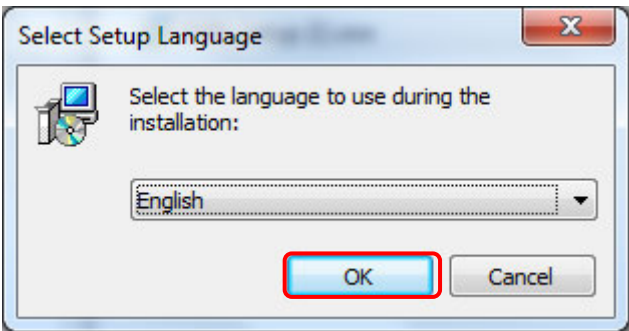 Select Setup Language
Select the language to use during the
installation:
English
OK
Cancel